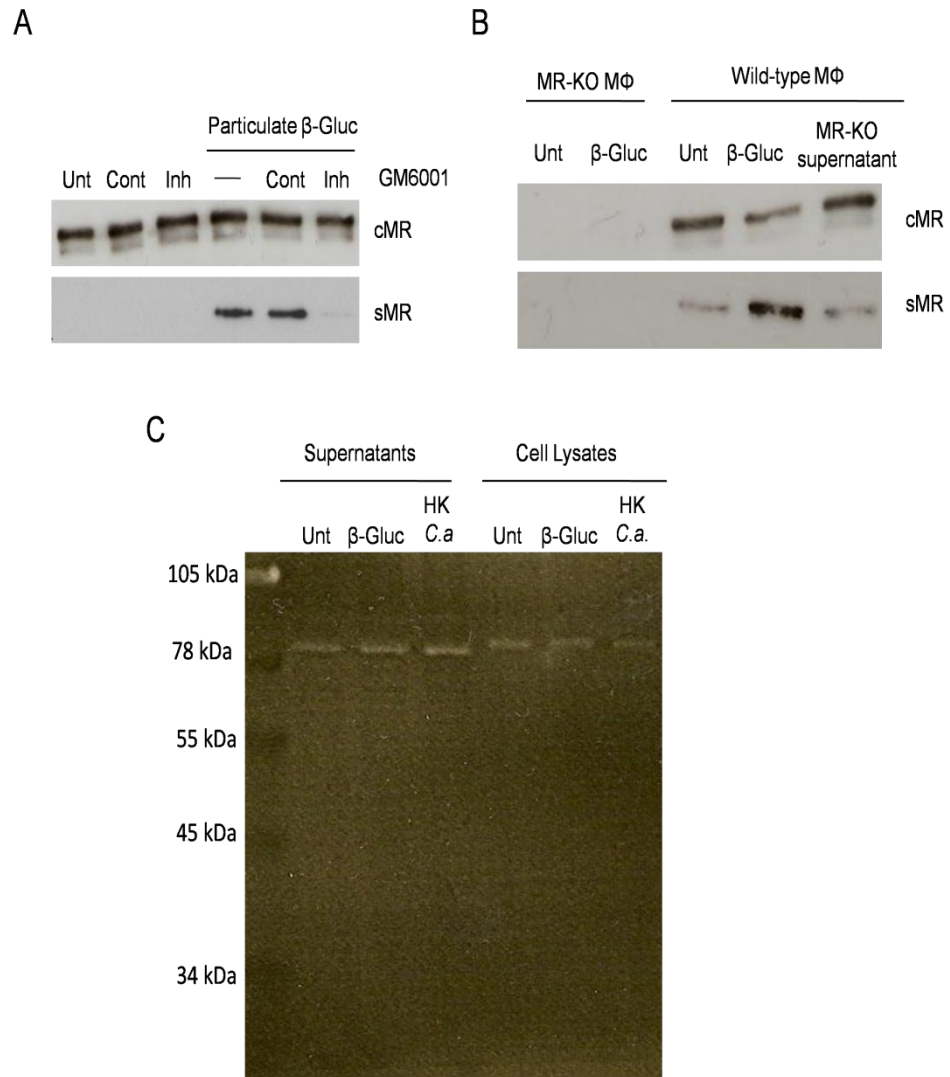 A
Particulate β-Gluc
Unt Cont Inh — Cont Inh GM6001
cMR
sMR
B
MR-KO MΦ Wild-type MΦ
Unt β-Gluc Unt β-Gluc MR-KO
supernatant
cMR
sMR
C
Supernatants Cell Lysates
HK HK
Unt β-Gluc C.a Unt β-Gluc C.a.
105 kDa
78 kDa
55 kDa
45 kDa
34 kDa